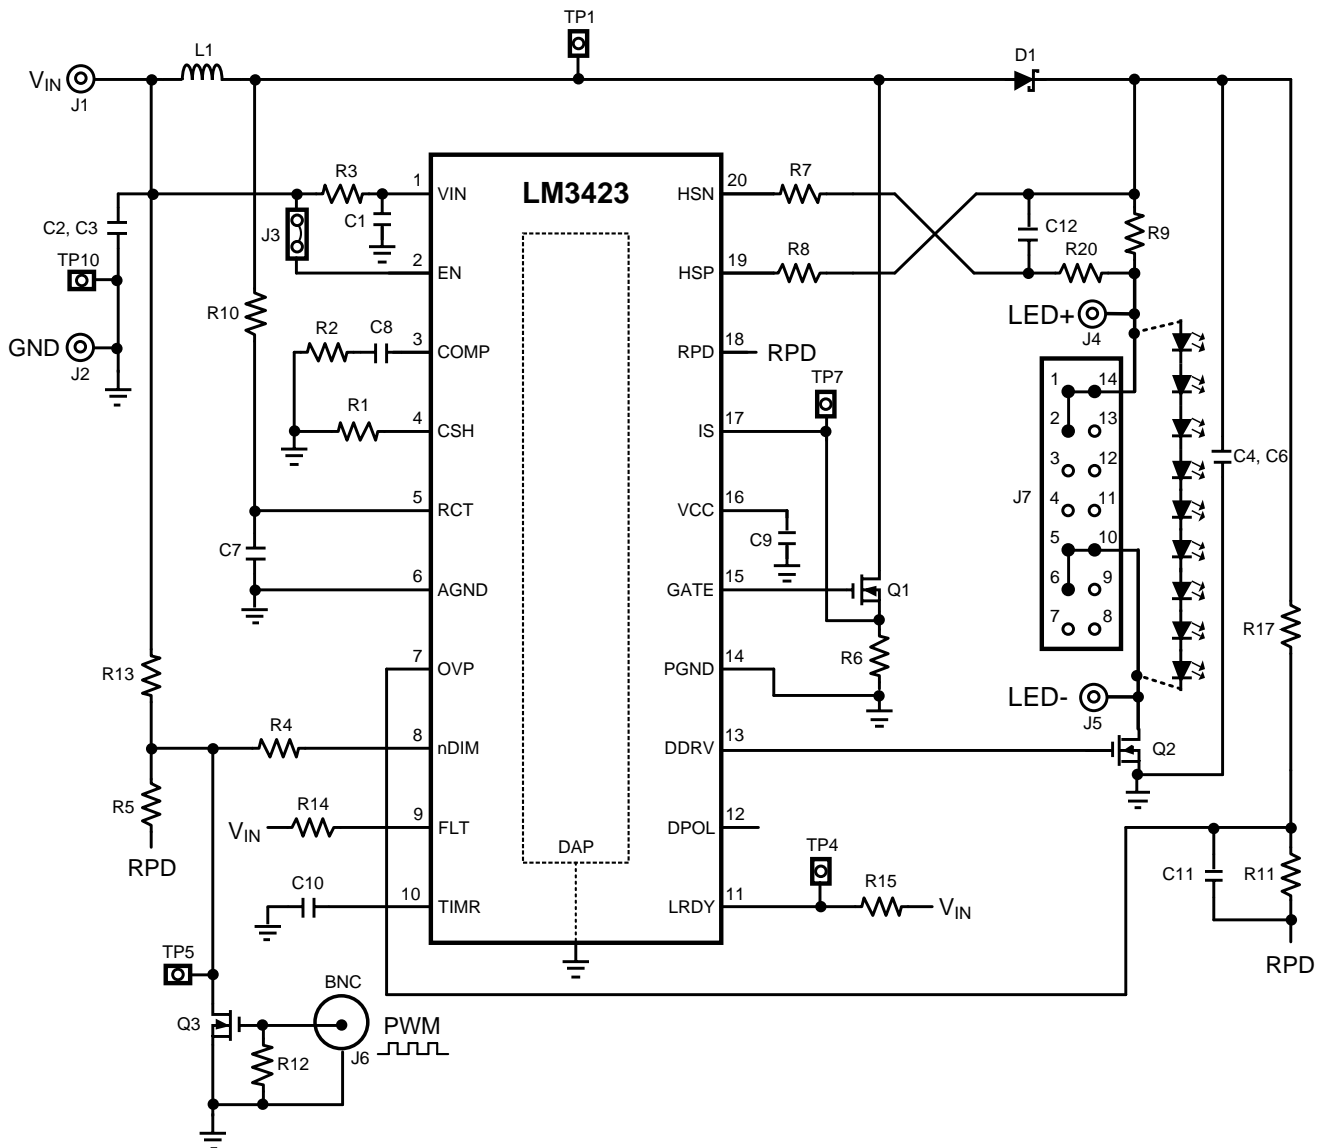 TP1
L1
D1
VIN
J1
R3
1
VIN
LM3423
HSN
20
R7
C2, C3
C1
J3
C12
R9
TP10
2
EN
HSP
19
R8
R20
R10
LED+
J4
GND
J2
R2
C8
3
COMP
RPD
18
RPD
TP7
1
14
R1
4
CSH
IS
17
2
13
3
12
C4, C6
J7
5
RCT
VCC
16
4
11
C7
C9
5
10
6
AGND
GATE
15
Q1
6
9
7
8
R17
R13
7
OVP
PGND
14
R6
LED-
J5
R4
8
nDIM
DDRV
13
Q2
R5
R14
VIN
9
FLT
DPOL
12
RPD
DAP
TP4
C11
R11
C10
10
TIMR
LRDY
11
R15
VIN
TP5
RPD
BNC
Q3
PWM
R12
J6